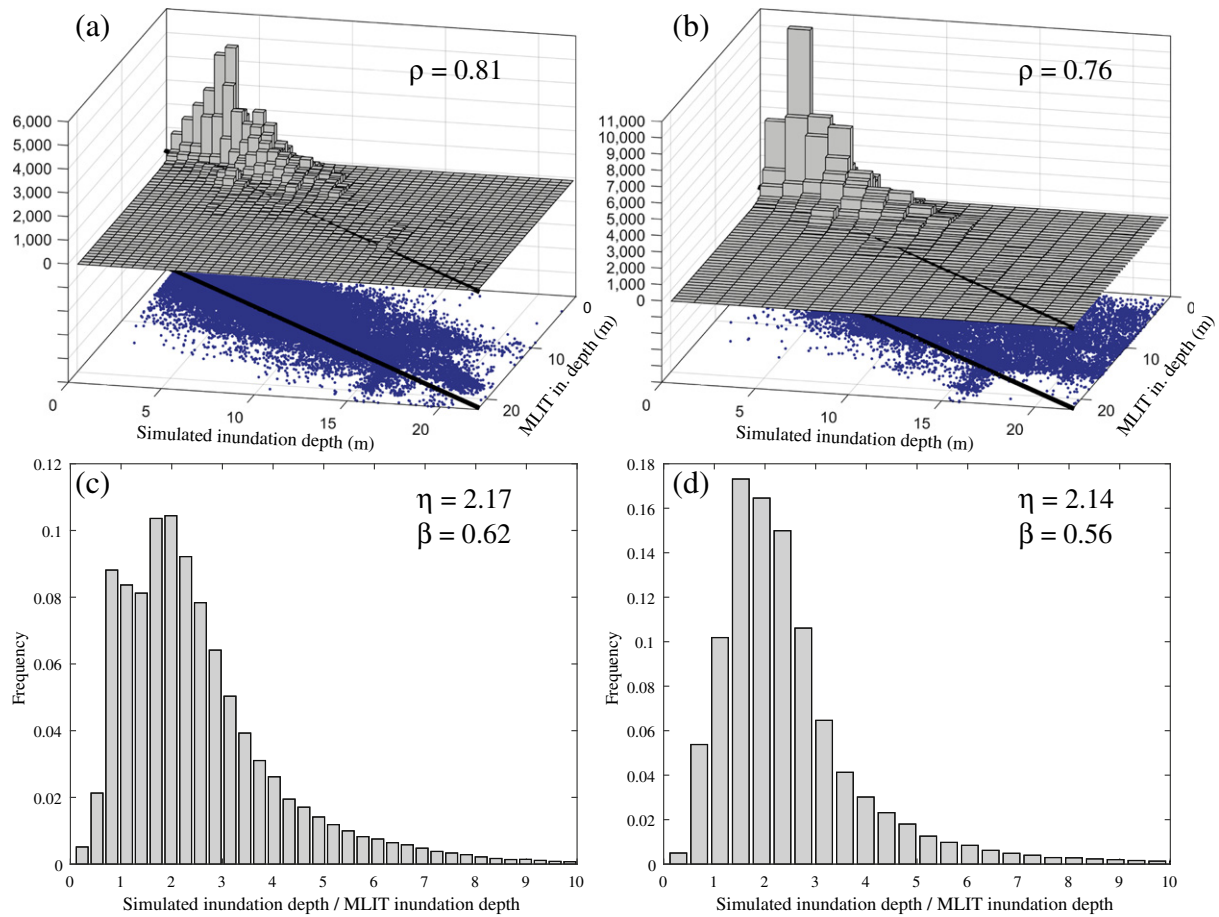 (a)
ρ = 0.81
6,000
5,000
4,000
3,000
2,000
1,000
0
0
5
10
15
20
Simulated inundation depth (m)
0
10
20
MLIT in. depth (m)
(b)
ρ = 0.76
11,000
10,000
9,000
8,000
7,000
6,000
5,000
4,000
3,000
2,000
1,000
0
0
5
10
15
20
Simulated inundation depth (m)
0
10
20
MLIT in. depth (m)
(c)
η = 2.17
β = 0.62
0.12
0.1
0.08
0.06
0.04
0.02
0
Frequency
0 1 2 3 4 5 6 7 8 9 10
Simulated inundation depth / MLIT inundation depth
(d)
η = 2.14
β = 0.56
0.18
0.16
0.14
0.12
0.1
0.08
0.06
0.04
0.02
0
Frequency
0 1 2 3 4 5 6 7 8 9 10
Simulated inundation depth / MLIT inundation depth